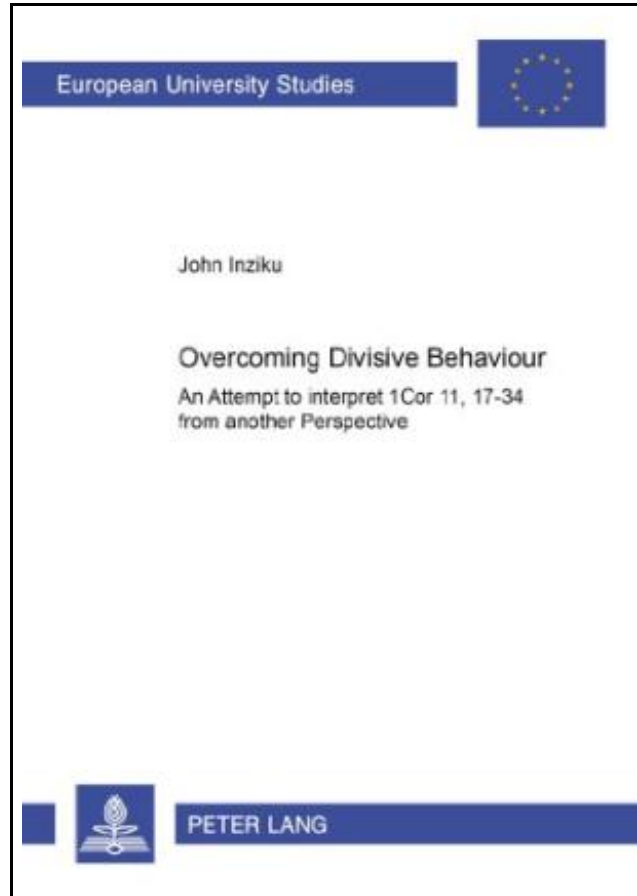 European University Studies
John Inziku
Overcoming Divisive Behaviour
An Attempt to interpret 1Cor 11, 17-34
from another Perspective
PETER LANG